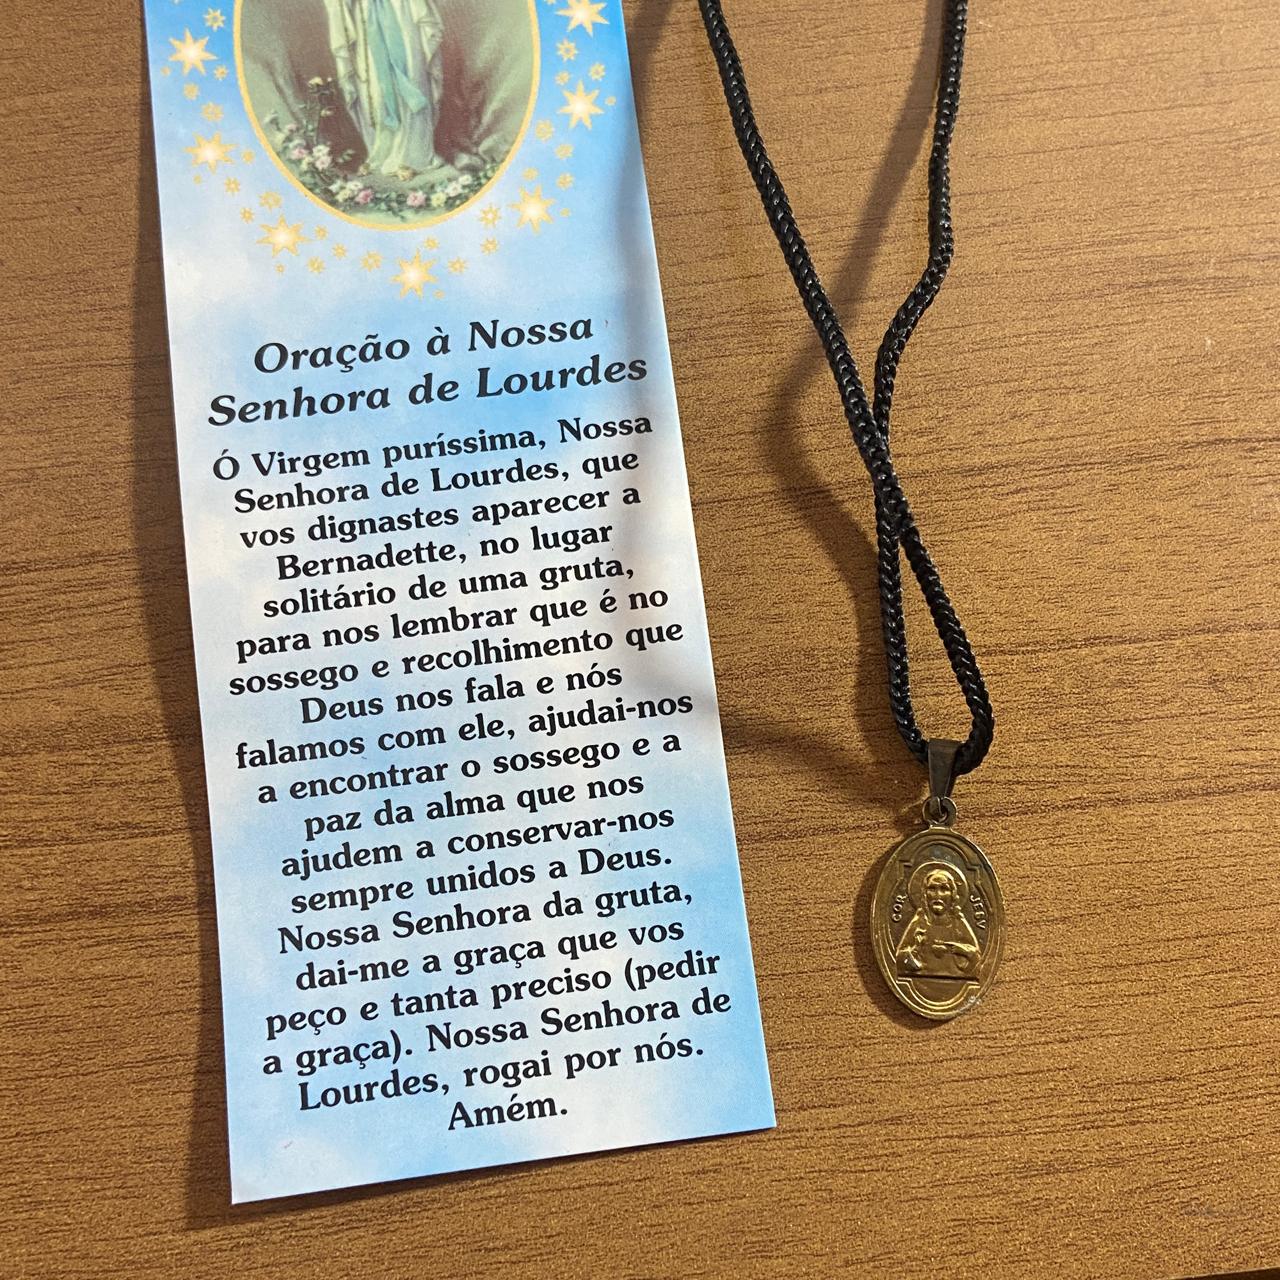 Oração à Nossa
Senhora de Lourdes
Ó Virgem puríssima, Nossa
Senhora de Lourdes, que
vos dignastes aparecer a
Bernadette, no lugar
solitário de uma gruta,
para nos lembrar que é no
sossego e recolhimento que
Deus nos fala e nós
falamos com ele, ajudai-nos
a encontrar o sossego e a
paz da alma que nos
ajudem a conservar-nos
sempre unidos a Deus.
Nossa Senhora da gruta,
dai-me a graça que vos
peço e tanta preciso (pedir
a graça). Nossa Senhora de
Lourdes, rogai por nós.
Amém.
COR JESV